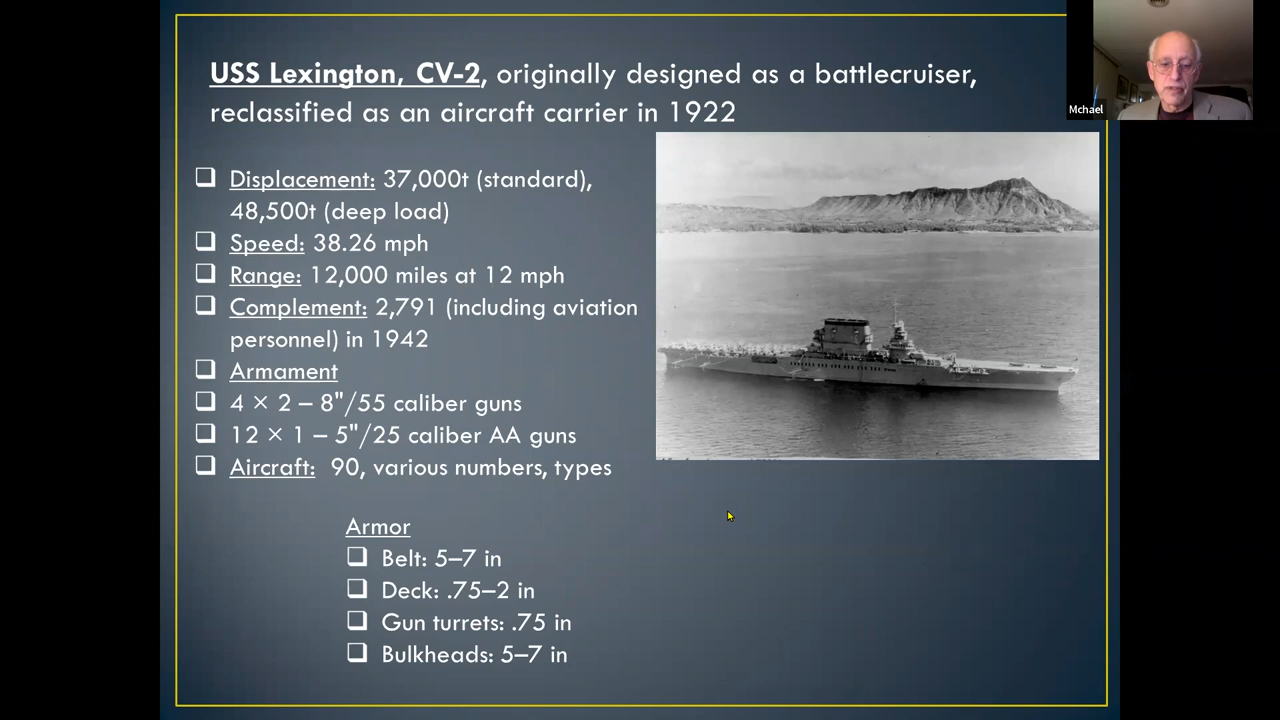 USS Lexington, CV-2, originally designed as a battlecruiser,
reclassified as an aircraft carrier in 1922
Mchael
Displacement: 37,000t (standard),
48,500t (deep load)
Speed: 38.26 mph
Range: 12,000 miles at 12 mph
Complement: 2,791 (including aviation
personnel) in 1942
Armament
4 × 2 – 8"/55 caliber guns
12 × 1 – 5"/25 caliber AA guns
Aircraft: 90, various numbers, types
Armor
Belt: 5–7 in
Deck: .75–2 in
Gun turrets: .75 in
Bulkheads: 5–7 in